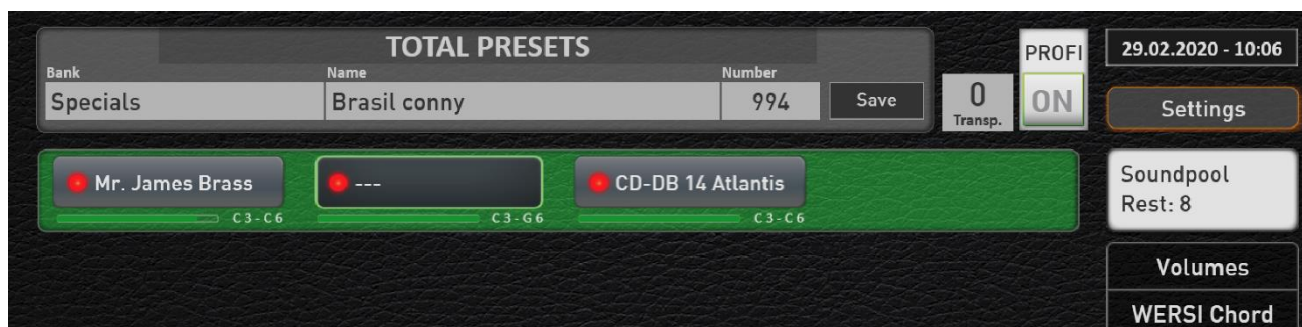 TOTAL PRESETS
Bank Name Number
Specials Brasil conny 994 Save
0
Transp.
PROFI
ON
29.02.2020 - 10:06
Settings
Mr. James Brass --- CD-DB 14 Atlantis
C3-C6 C3-G6 C3-C6
Soundpool
Rest: 8
Volumes
WERSI Chord